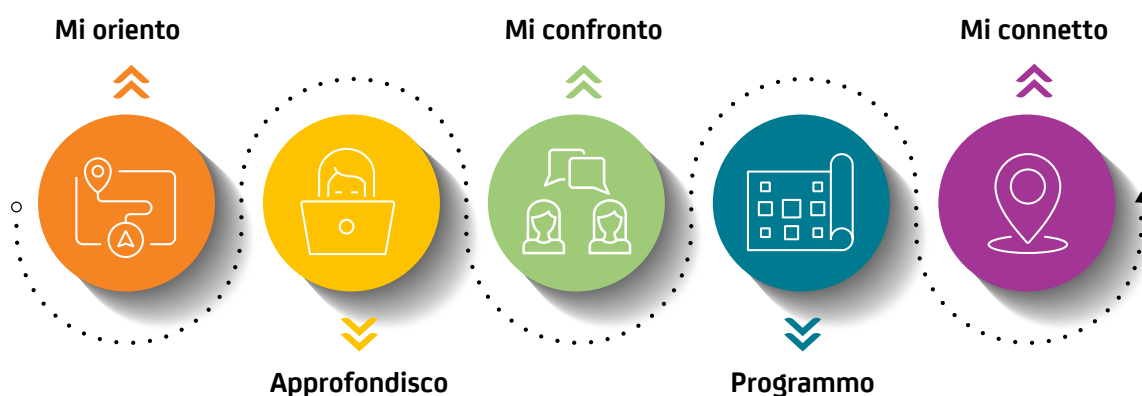 Mi oriento
Mi confronto
Mi connetto
Approfondisco
Programmo